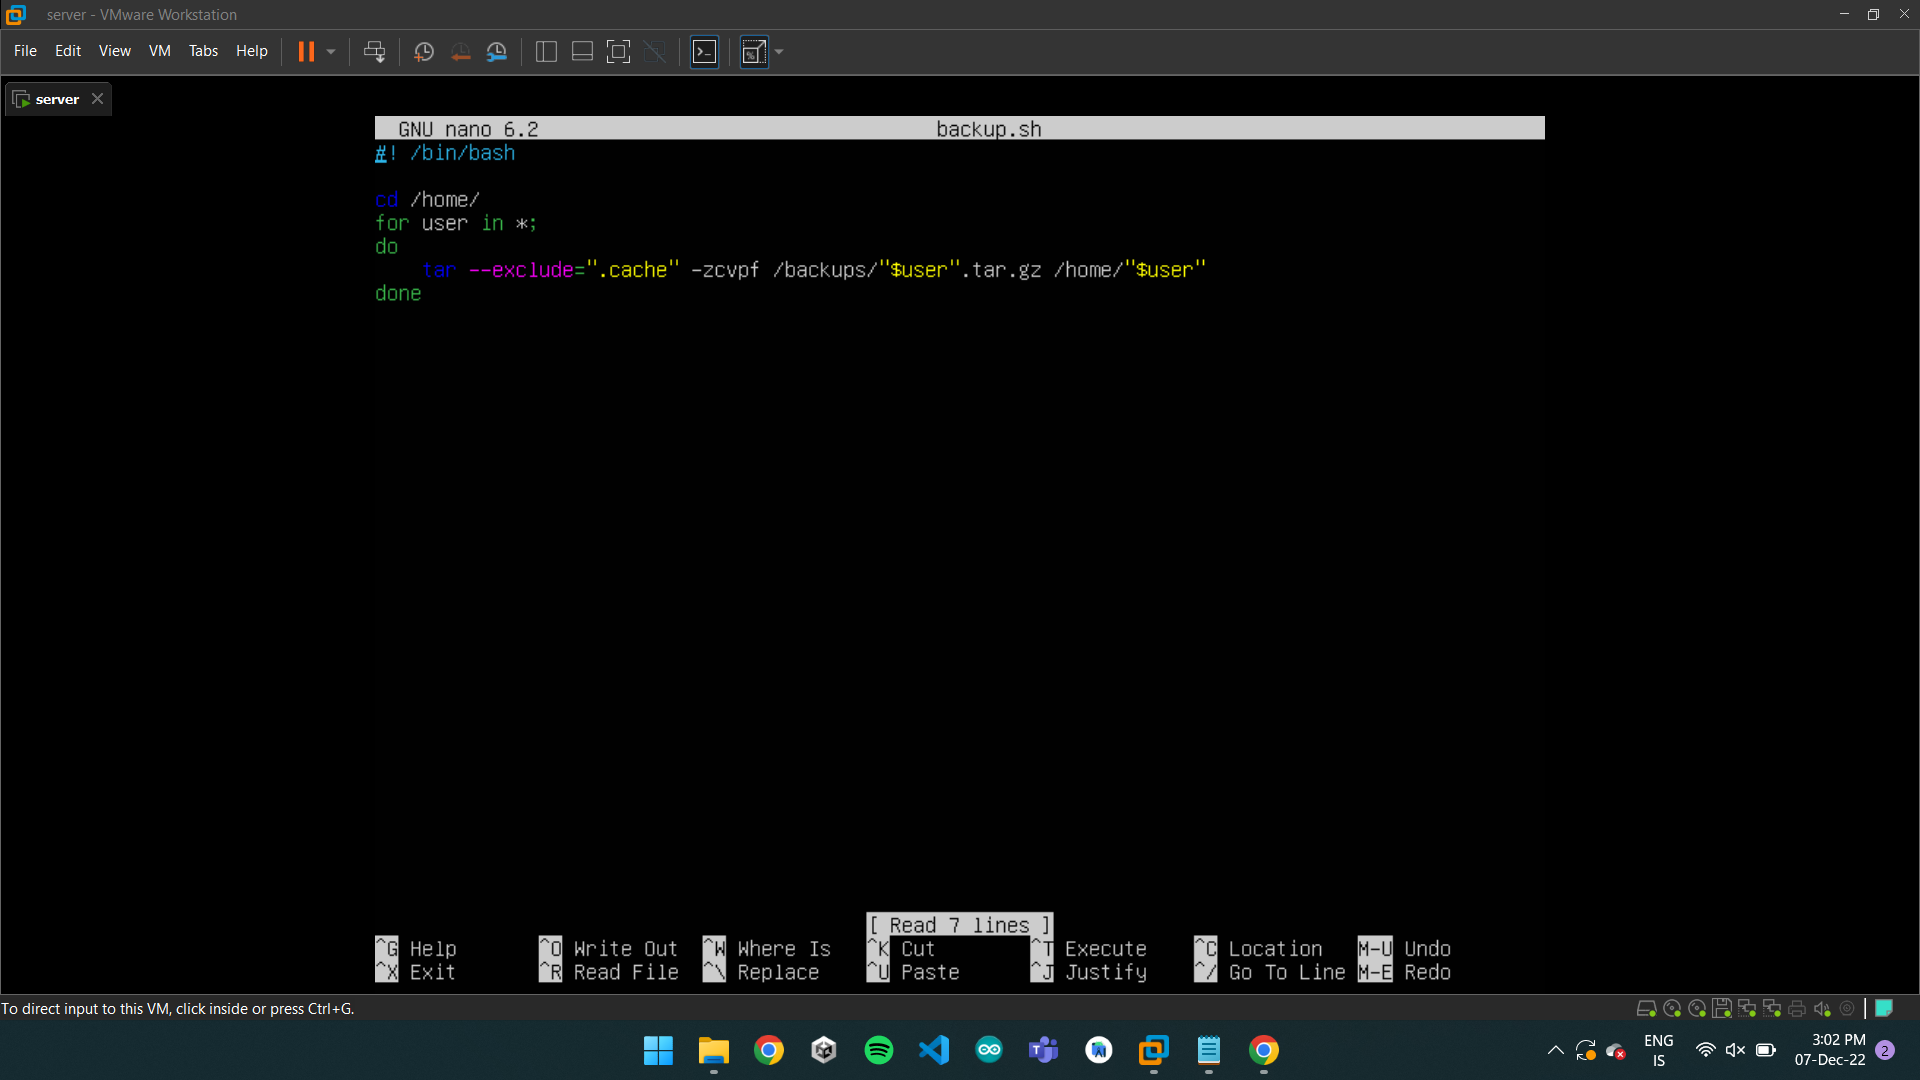 server - VMware Workstation
File Edit View VM Tabs Help
server
GNU nano 6.2 backup.sh
#! /bin/bash
cd /home/
for user in *;
do
tar --exclude=".cache" -zcvpf /backups/"$user".tar.gz /home/"$user"
done
[ Read 7 lines ]
^G Help ^O Write Out ^W Where Is ^K Cut ^T Execute ^C Location M-U Undo
^X Exit ^R Read File ^\ Replace ^U Paste ^J Justify ^/ Go To Line M-E Redo
To direct input to this VM, click inside or press Ctrl+G.
ENG
IS
3:02 PM
07-Dec-22
2